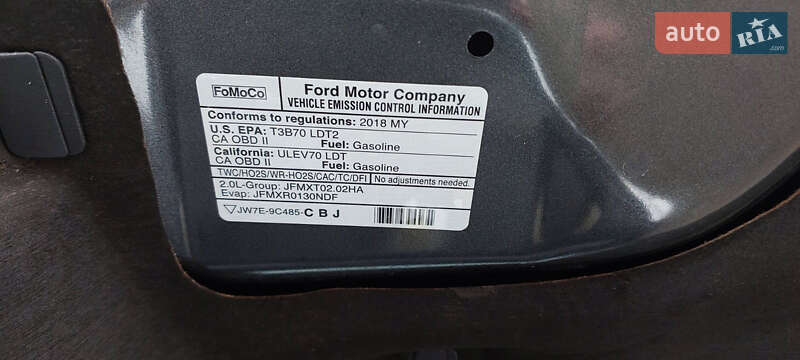 auto RIA .com
FoMoCo Ford Motor Company
VEHICLE EMISSION CONTROL INFORMATION
Conforms to regulations: 2018 MY
U.S. EPA: T3B70 LDT2
CA OBD II Fuel: Gasoline
California: ULEV70 LDT
CA OBD II Fuel: Gasoline
TWC/HO2S/WR-HO2S/CAC/TC/DFI No adjustments needed.
2.0L-Group: JFMXT02.02HA
Evap: JFMXR0130NDF
JW7E-9C485-C B J